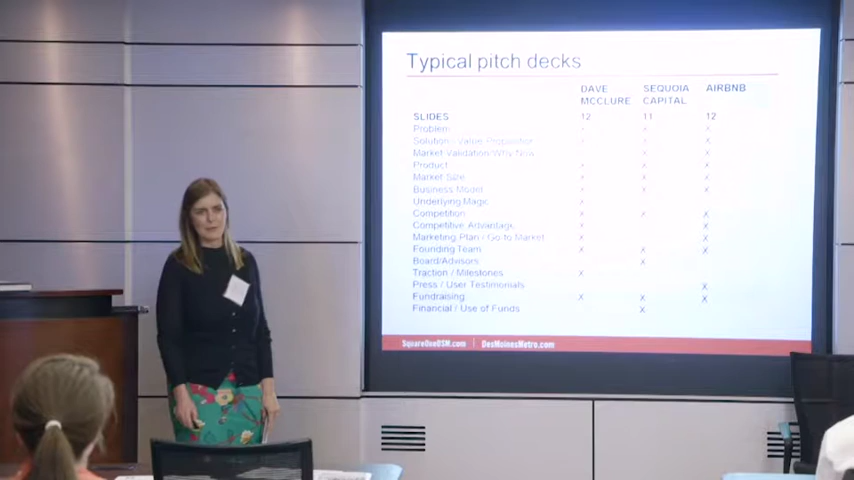 Typical pitch decks
DAVE MCCLURE SEQUOIA CAPITAL AIRBNB
SLIDES 12 11 12
Problem X X X
Solution / Value Proposition X X X
Market Validation/Why Now X X
Product X X X
Market Size X X X
Business Model X X X
Underlying Magic X
Competition X X X
Competitive Advantage X X
Marketing Plan / Go to Market X X
Founding Team X X X
Board/Advisors X
Traction / Milestones X
Press / User Testimonials X
Fundraising X X X
Financial / Use of Funds X
SquareOneDSM.com | DesMoinesMetro.com